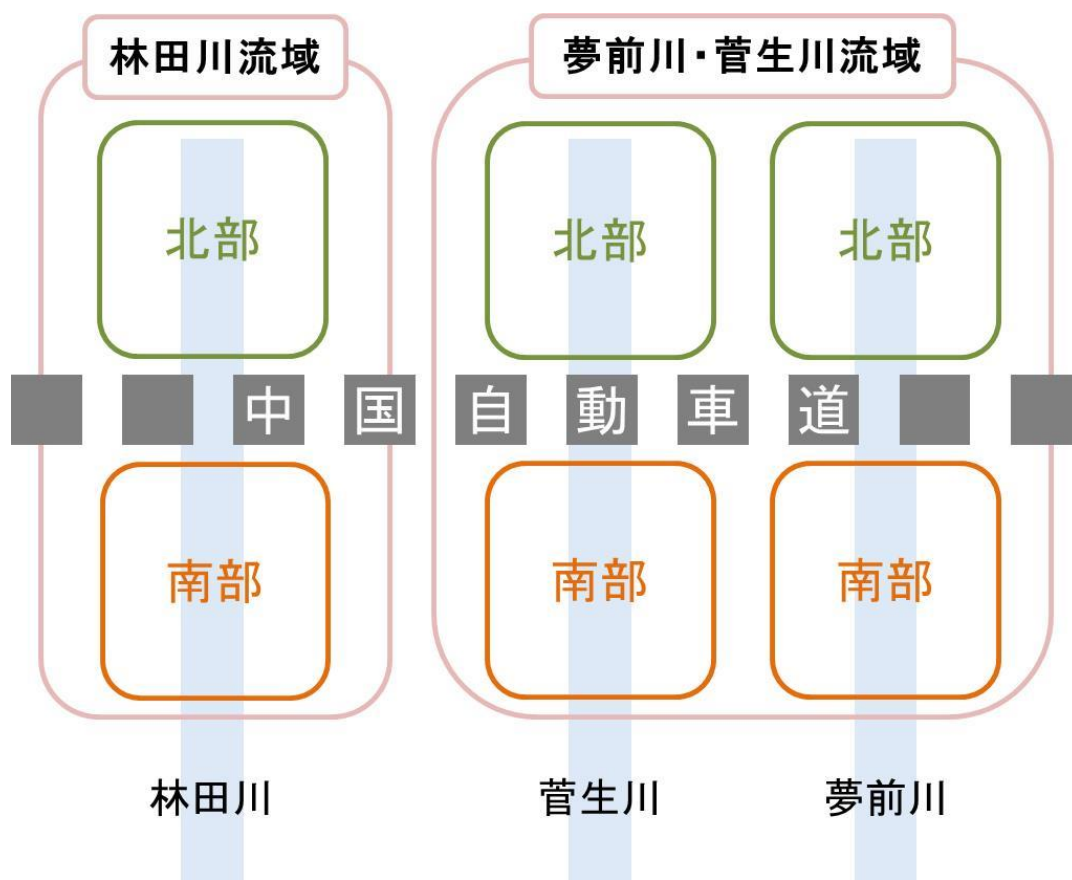 林田川流域
夢前川・菅生川流域
北部
北部
北部
中国自動車道
南部
南部
南部
林田川
菅生川
夢前川